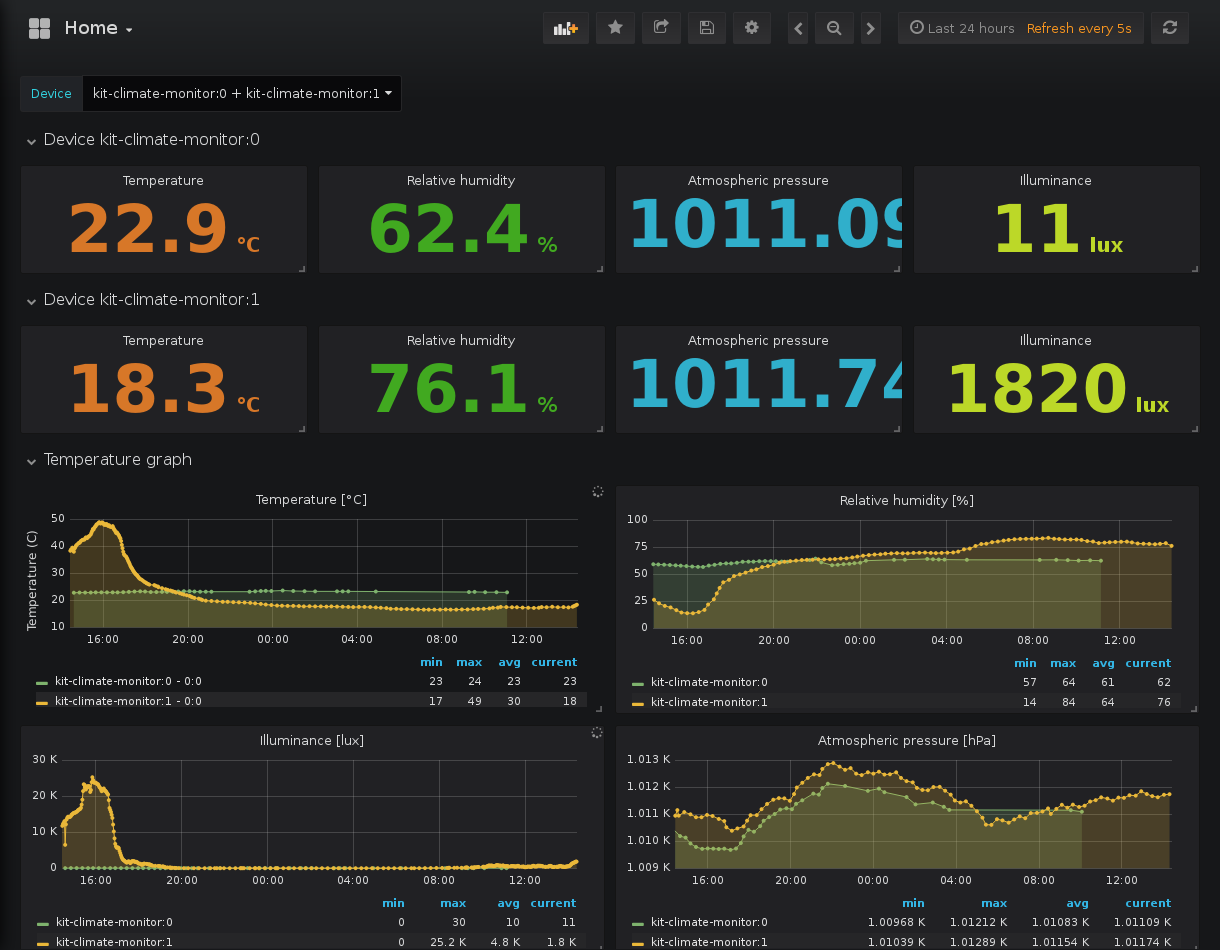 Home
Last 24 hours Refresh every 5s
Device kit-climate-monitor:0 + kit-climate-monitor:1
Device kit-climate-monitor:0
Temperature Relative humidity Atmospheric pressure Illuminance
22.9 °C 62.4 % 1011.09 11 lux
Device kit-climate-monitor:1
Temperature Relative humidity Atmospheric pressure Illuminance
18.3 °C 76.1 % 1011.74 1820 lux
Temperature graph
Temperature [°C]
Temperature (C)
50
40
30
20
10
16:00 20:00 00:00 04:00 08:00 12:00
min max avg current
kit-climate-monitor:0 - 0:0 23 24 23 23
kit-climate-monitor:1 - 0:0 17 49 30 18
Relative humidity [%]
100
75
50
25
0
16:00 20:00 00:00 04:00 08:00 12:00
min max avg current
kit-climate-monitor:0 57 64 61 62
kit-climate-monitor:1 14 84 64 76
Illuminance [lux]
30 K
20 K
10 K
0
16:00 20:00 00:00 04:00 08:00 12:00
min max avg current
kit-climate-monitor:0 0 30 10 11
kit-climate-monitor:1 0 25.2 K 4.8 K 1.8 K
Atmospheric pressure [hPa]
1.013 K
1.012 K
1.011 K
1.010 K
1.009 K
16:00 20:00 00:00 04:00 08:00 12:00
min max avg current
kit-climate-monitor:0 1.00968 K 1.01212 K 1.01083 K 1.01109 K
kit-climate-monitor:1 1.01039 K 1.01289 K 1.01154 K 1.01174 K